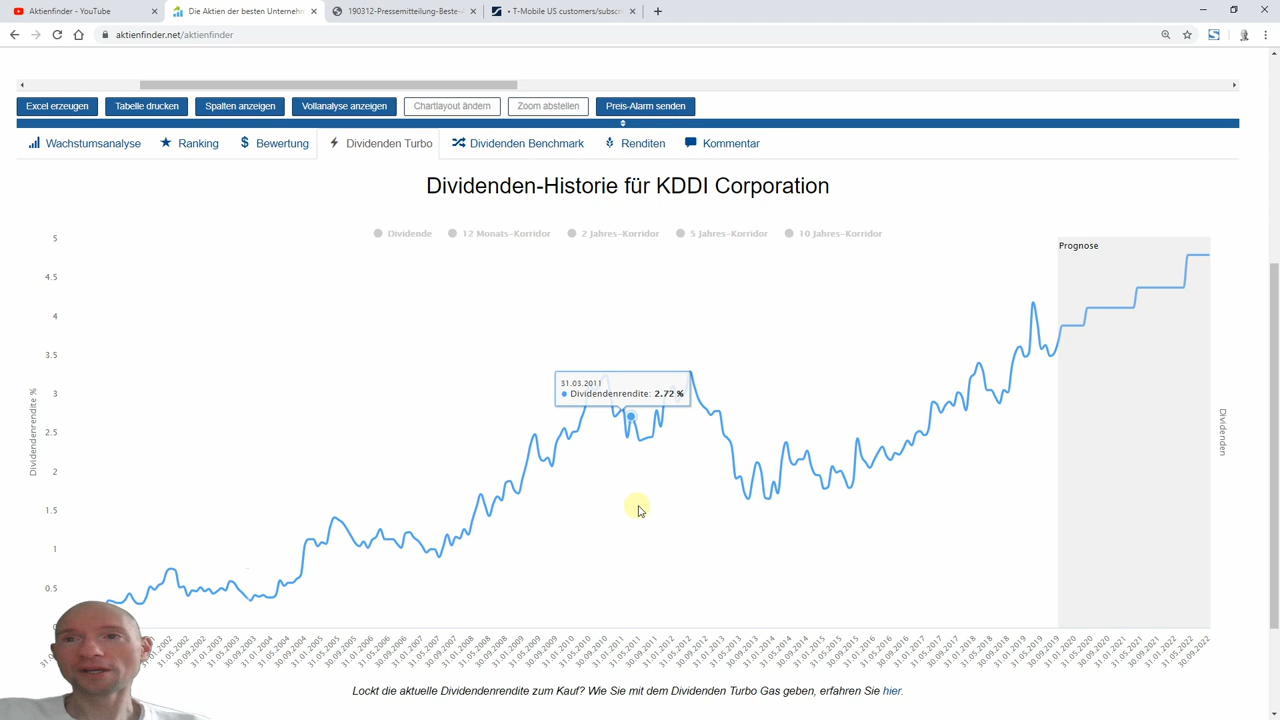 Aktienfinder - YouTube
Die Aktien der besten Unternehm
190312-Pressemitteilung-Beste-A
• T-Mobile US customers/subscri
aktienfinder.net/aktienfinder
Excel erzeugen
Tabelle drucken
Spalten anzeigen
Vollanalyse anzeigen
Chartlayout ändern
Zoom abstellen
Preis-Alarm senden
Wachstumsanalyse
Ranking
Bewertung
Dividenden Turbo
Dividenden Benchmark
Renditen
Kommentar
Dividenden-Historie für KDDI Corporation
Dividende
12 Monats-Korridor
2 Jahres-Korridor
5 Jahres-Korridor
10 Jahres-Korridor
Prognose
5
4.5
4
3.5
3
2.5
2
1.5
1
0.5
Dividendenrendite %
Dividenden
31.03.2011
Dividendenrendite: 2.72 %
Lockt die aktuelle Dividendenrendite zum Kauf? Wie Sie mit dem Dividenden Turbo Gas geben, erfahren Sie hier.